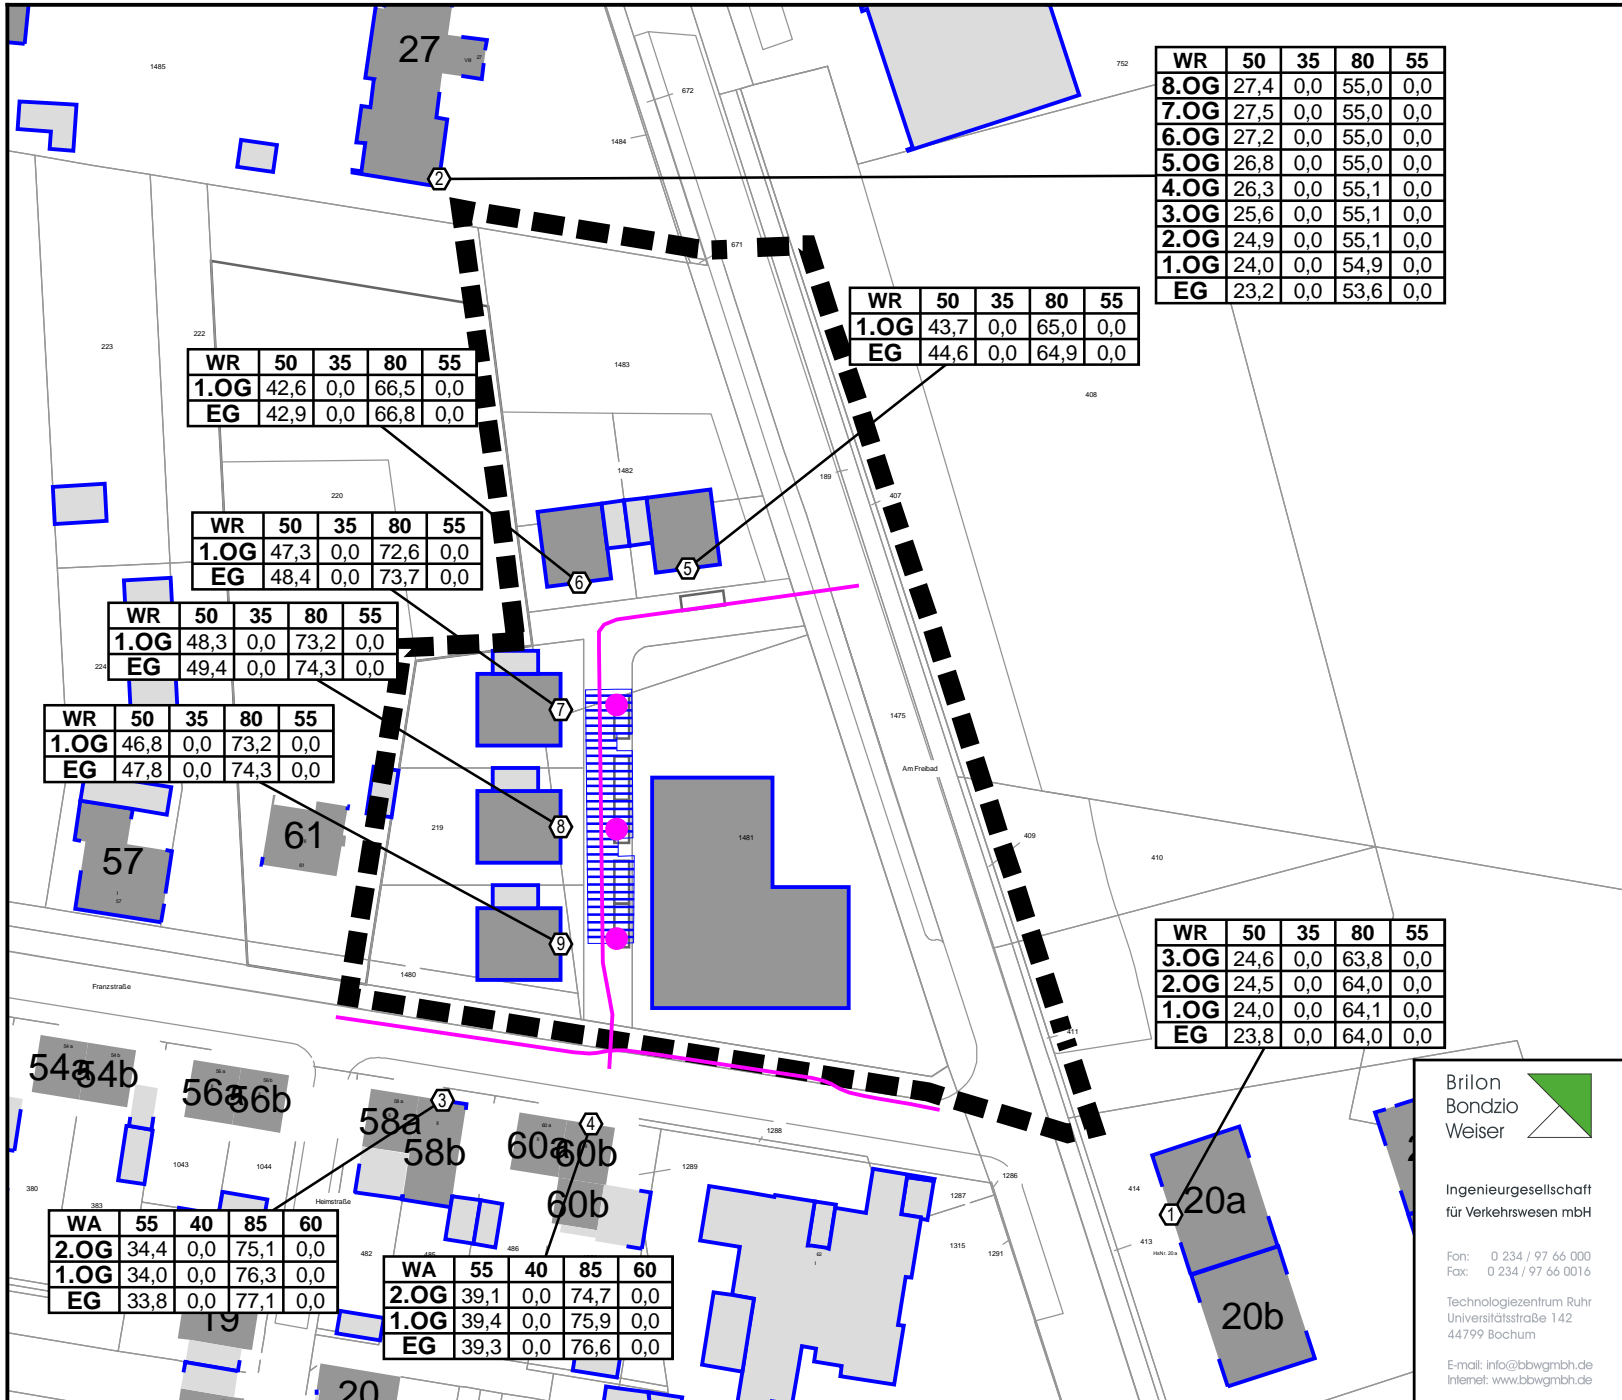 27
VIII 27
1485
672
1484
752
WR 50 35 80 55
8.OG 27,4 0,0 55,0 0,0
7.OG 27,5 0,0 55,0 0,0
6.OG 27,2 0,0 55,0 0,0
5.OG 26,8 0,0 55,0 0,0
4.OG 26,3 0,0 55,1 0,0
3.OG 25,6 0,0 55,1 0,0
2.OG 24,9 0,0 55,1 0,0
1.OG 24,0 0,0 54,9 0,0
EG 23,2 0,0 53,6 0,0
2
671
WR 50 35 80 55
1.OG 43,7 0,0 65,0 0,0
EG 44,6 0,0 64,9 0,0
223
222
1483
408
WR 50 35 80 55
1.OG 42,6 0,0 66,5 0,0
EG 42,9 0,0 66,8 0,0
1482
189
407
220
WR 50 35 80 55
1.OG 47,3 0,0 72,6 0,0
EG 48,4 0,0 73,7 0,0
6
5
WR 50 35 80 55
1.OG 48,3 0,0 73,2 0,0
EG 49,4 0,0 74,3 0,0
224
7
WR 50 35 80 55
1.OG 46,8 0,0 73,2 0,0
EG 47,8 0,0 74,3 0,0
1475
Am Freibad
8
219
1481
409
410
61
57
57
9
1480
Franzstraße
WR 50 35 80 55
3.OG 24,6 0,0 63,8 0,0
2.OG 24,5 0,0 64,0 0,0
1.OG 24,0 0,0 64,1 0,0
EG 23,8 0,0 64,0 0,0
411
54a
54b
56a
56b
58a
58b
3
60a
60b
60b
4
1288
1289
1286
1287
1315
1291
1043
1044
380
383
Heimstraße
482
485
486
62
414
413
HsNr. 20a
1
20a
20b
WA 55 40 85 60
2.OG 34,4 0,0 75,1 0,0
1.OG 34,0 0,0 76,3 0,0
EG 33,8 0,0 77,1 0,0
WA 55 40 85 60
2.OG 39,1 0,0 74,7 0,0
1.OG 39,4 0,0 75,9 0,0
EG 39,3 0,0 76,6 0,0
19
20
Brilon
Bondzio
Weiser
Ingenieurgesellschaft
für Verkehrswesen mbH
Fon: 0 234 / 97 66 000
Fax: 0 234 / 97 66 0016
Technologiezentrum Ruhr
Universitätsstraße 142
44799 Bochum
E-mail: info@bbwgmbh.de
Internet: www.bbwgmbh.de